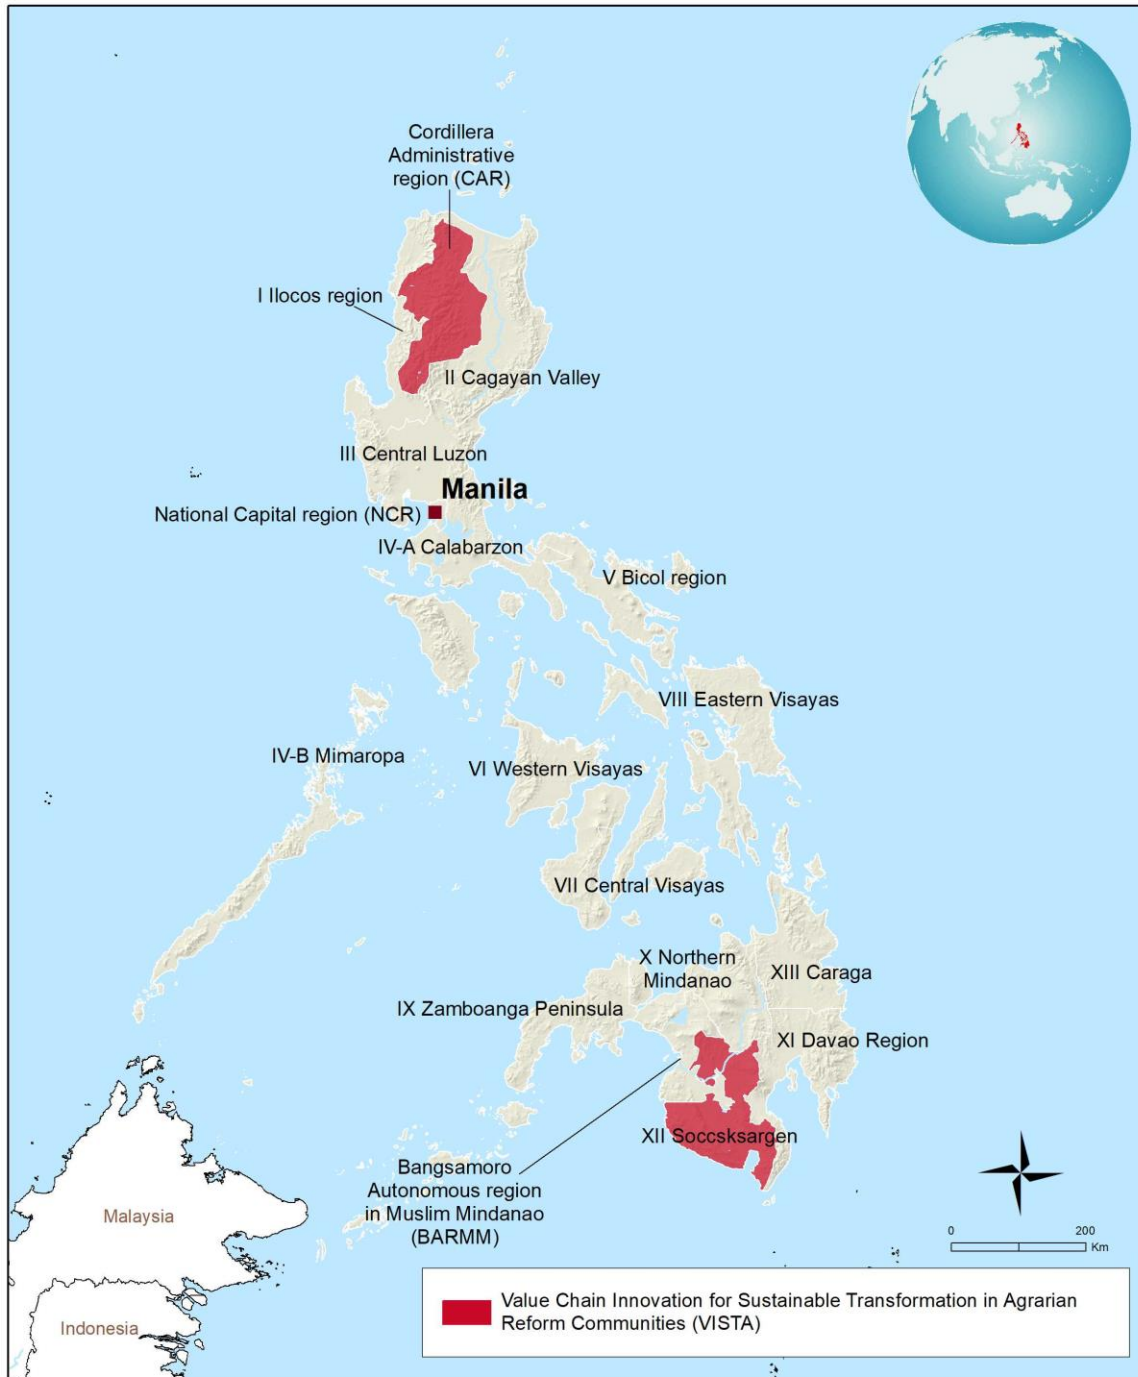 Cordillera
Administrative
region (CAR)
I Ilocos region
II Cagayan Valley
III Central Luzon
Manila
National Capital region (NCR)
IV-A Calabarzon
V Bicol region
VIII Eastern Visayas
IV-B Mimaropa
VI Western Visayas
VII Central Visayas
X Northern
Mindanao
XIII Caraga
IX Zamboanga Peninsula
XI Davao Region
XII Soccsksargen
Bangsamoro
Autonomous region
in Muslim Mindanao
(BARMM)
Malaysia
Indonesia
0 200
Km
Value Chain Innovation for Sustainable Transformation in Agrarian
Reform Communities (VISTA)